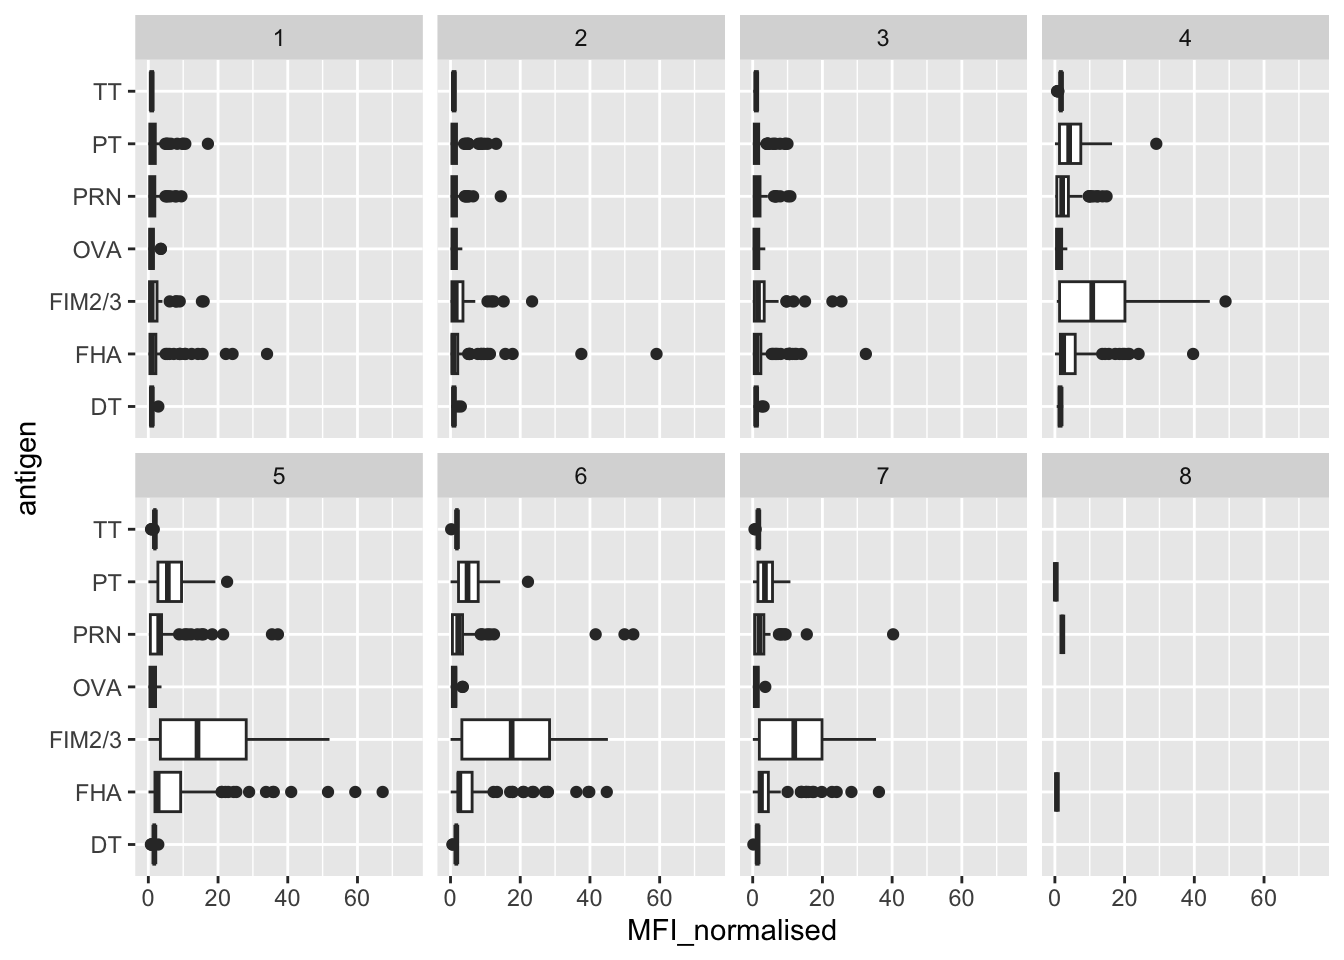 1 2 3 4
TT
PT
PRN
OVA
FIM2/3
FHA
DT
antigen
5 6 7 8
TT
PT
PRN
OVA
FIM2/3
FHA
DT
0 20 40 60 0 20 40 60 0 20 40 60 0 20 40 60
MFI_normalised